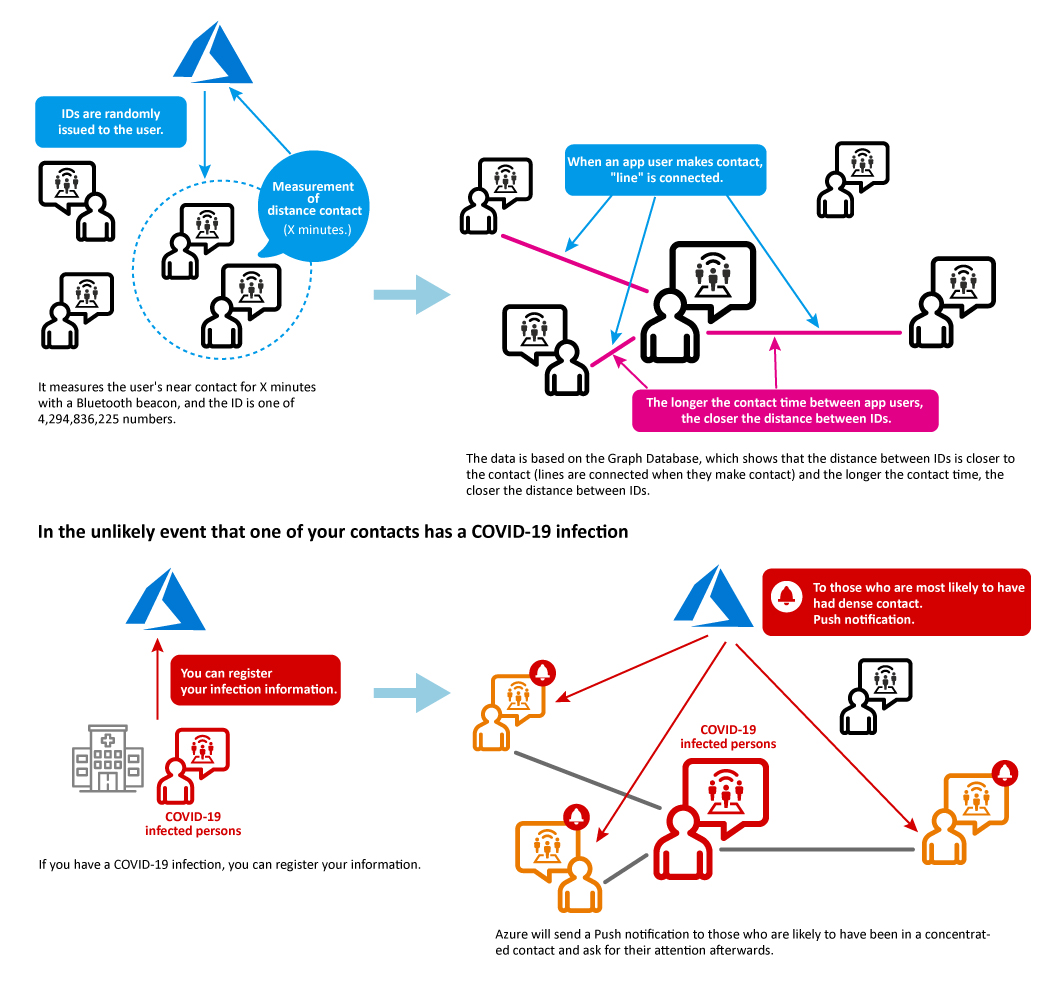 IDs are randomly
issued to the user.
Measurement
of
distance contact
(X minutes.)
When an app user makes contact,
"line" is connected.
The longer the contact time between app users,
the closer the distance between IDs.
It measures the user's near contact for X minutes
with a Bluetooth beacon, and the ID is one of
4,294,836,225 numbers.
The data is based on the Graph Database, which shows that the distance between IDs is closer to
the contact (lines are connected when they make contact) and the longer the contact time, the
closer the distance between IDs.
In the unlikely event that one of your contacts has a COVID-19 infection
You can register
your infection information.
COVID-19
infected persons
If you have a COVID-19 infection, you can register your information.
To those who are most likely to have
had dense contact.
Push notification.
COVID-19
infected persons
Azure will send a Push notification to those who are likely to have been in a concentrat-
ed contact and ask for their attention afterwards.